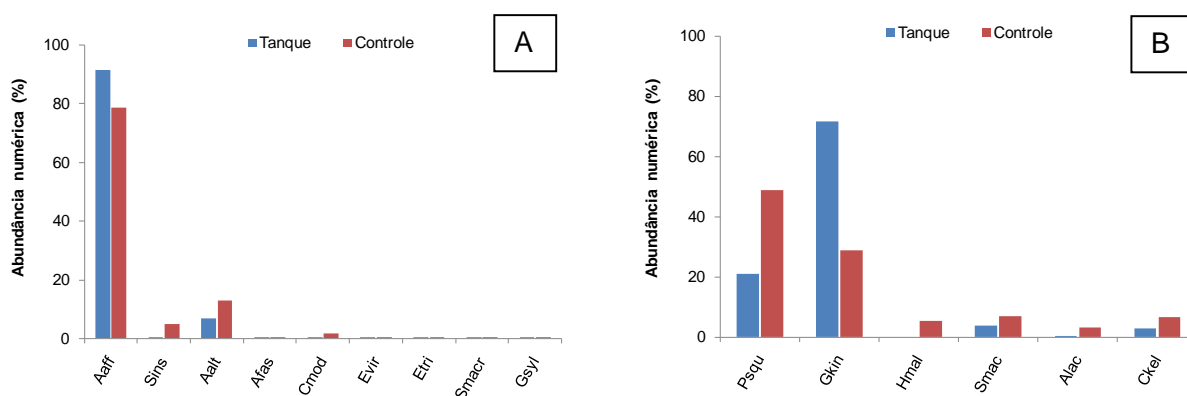 Tanque Controle
A
Abundância numérica (%)
100
80
60
40
20
0
Aaff Sins Aalt Afas Cmod Evir Etri Smacr Gsyl
Tanque Controle
B
Abundância numérica (%)
100
80
60
40
20
0
Psqu Gkin Hmal Smac Alac Ckel